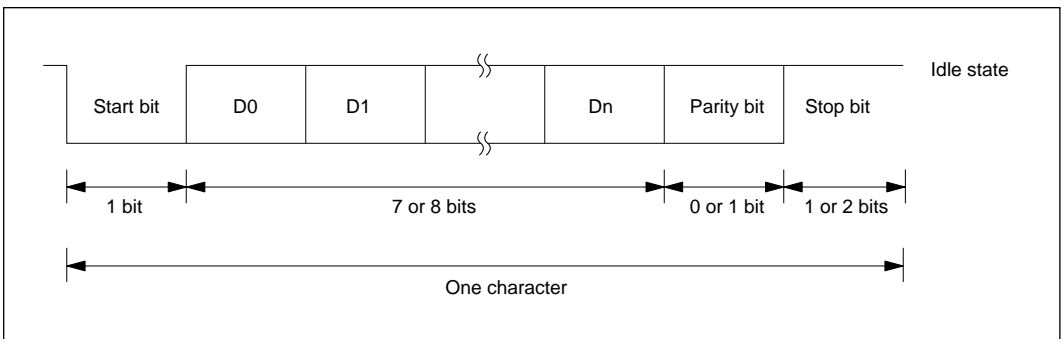 Idle state
Start bit D0 D1 Dn Parity bit Stop bit
1 bit 7 or 8 bits 0 or 1 bit 1 or 2 bits
One character